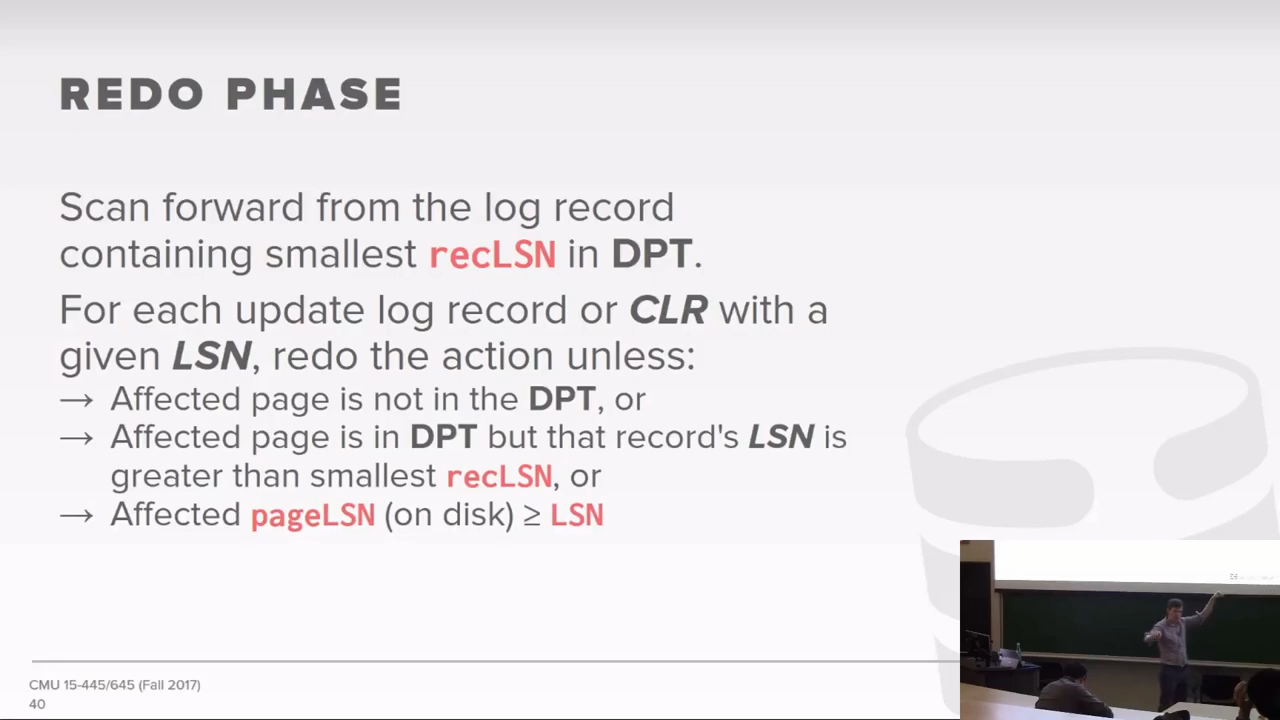 REDO PHASE
Scan forward from the log record
containing smallest recLSN in DPT.
For each update log record or CLR with a
given LSN, redo the action unless:
→ Affected page is not in the DPT, or
→ Affected page is in DPT but that record's LSN is
greater than smallest recLSN, or
→ Affected pageLSN (on disk) ≥ LSN
CMU 15-445/645 (Fall 2017)
40